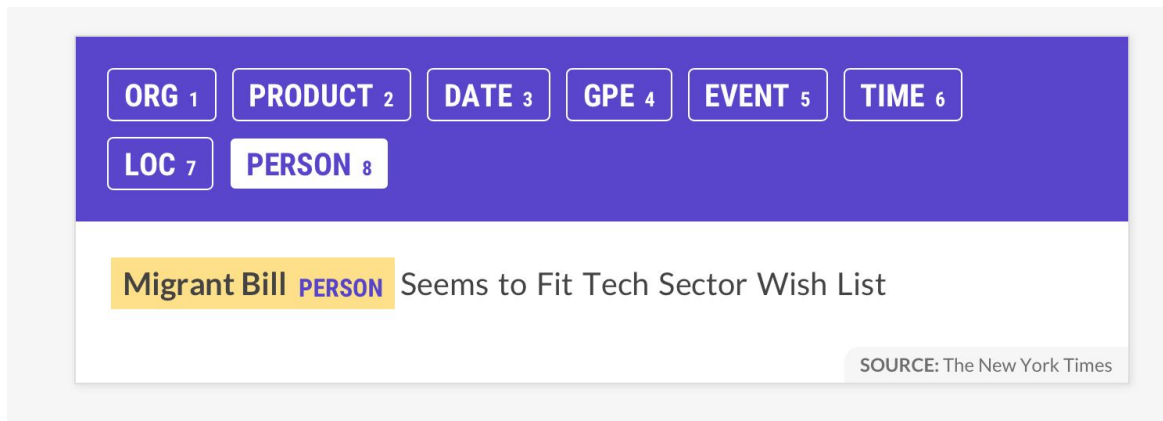 ORG 1 PRODUCT 2 DATE 3 GPE 4 EVENT 5 TIME 6
LOC 7 PERSON 8
Migrant Bill PERSON Seems to Fit Tech Sector Wish List
SOURCE: The New York Times